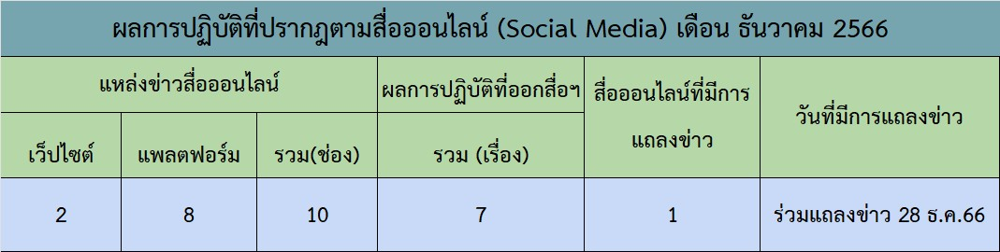 ผลการปฏิบัติที่ปรากฎตามสื่อออนไลน์ (Social Media) เดือน ธันวาคม 2566
แหล่งข่าวสื่อออนไลน์
ผลการปฏิบัติที่ออกสื่อฯ
สื่อออนไลน์ที่มีการ
แถลงข่าว
วันที่มีการแถลงข่าว
เว็ปไซต์
แพลตฟอร์ม
รวม(ช่อง)
รวม (เรื่อง)
2
8
10
7
1
ร่วมแถลงข่าว 28 ธ.ค.66